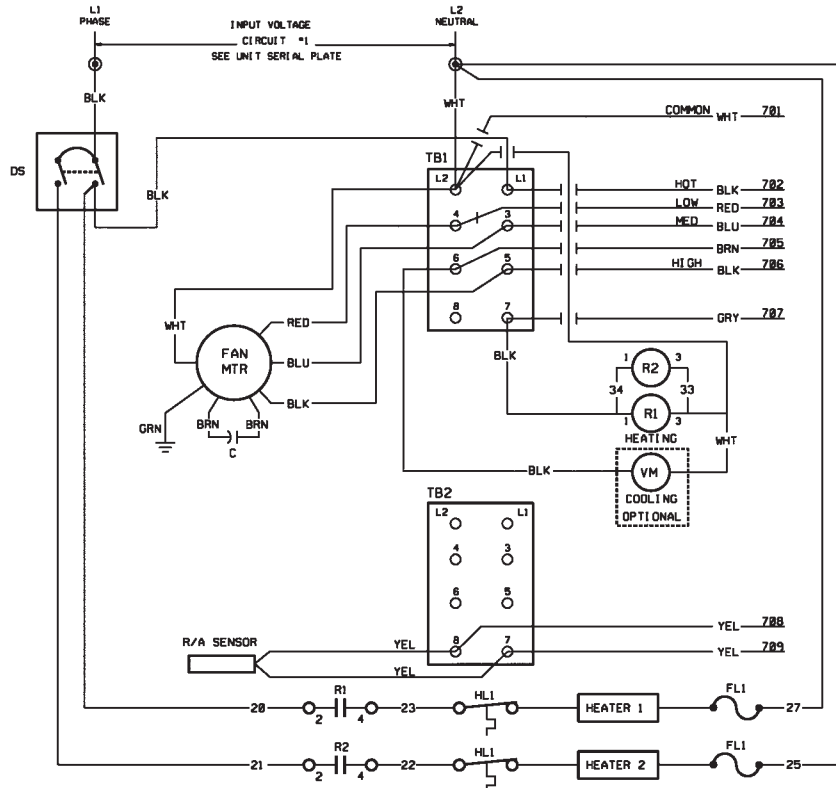 L1
PHASE
INPUT VOLTAGE
CIRCUIT #1
SEE UNIT SERIAL PLATE
L2
NEUTRAL
BLK
WHT
COMMON WHT 701
DS
TB1
L2 L1
BLK
HOT BLK 702
LOW RED 703
4 3
MED BLU 704
BRN 705
6 5
HIGH BLK 706
8 7
GRY 707
WHT
RED
FAN
MTR
BLU
BLK
BLK
1 R2 3
34 33
1 R1 3
HEATING
GRN
BRN BRN
C
WHT
BLK
VM
COOLING
OPTIONAL
TB2
L2 L1
4 3
6 5
YEL 708
R/A SENSOR
YEL
8 7
YEL 709
YEL
20 2 R1 4 23 HL1 HEATER 1 FL1 27
21 2 R2 4 22 HL1 HEATER 2 FL1 25